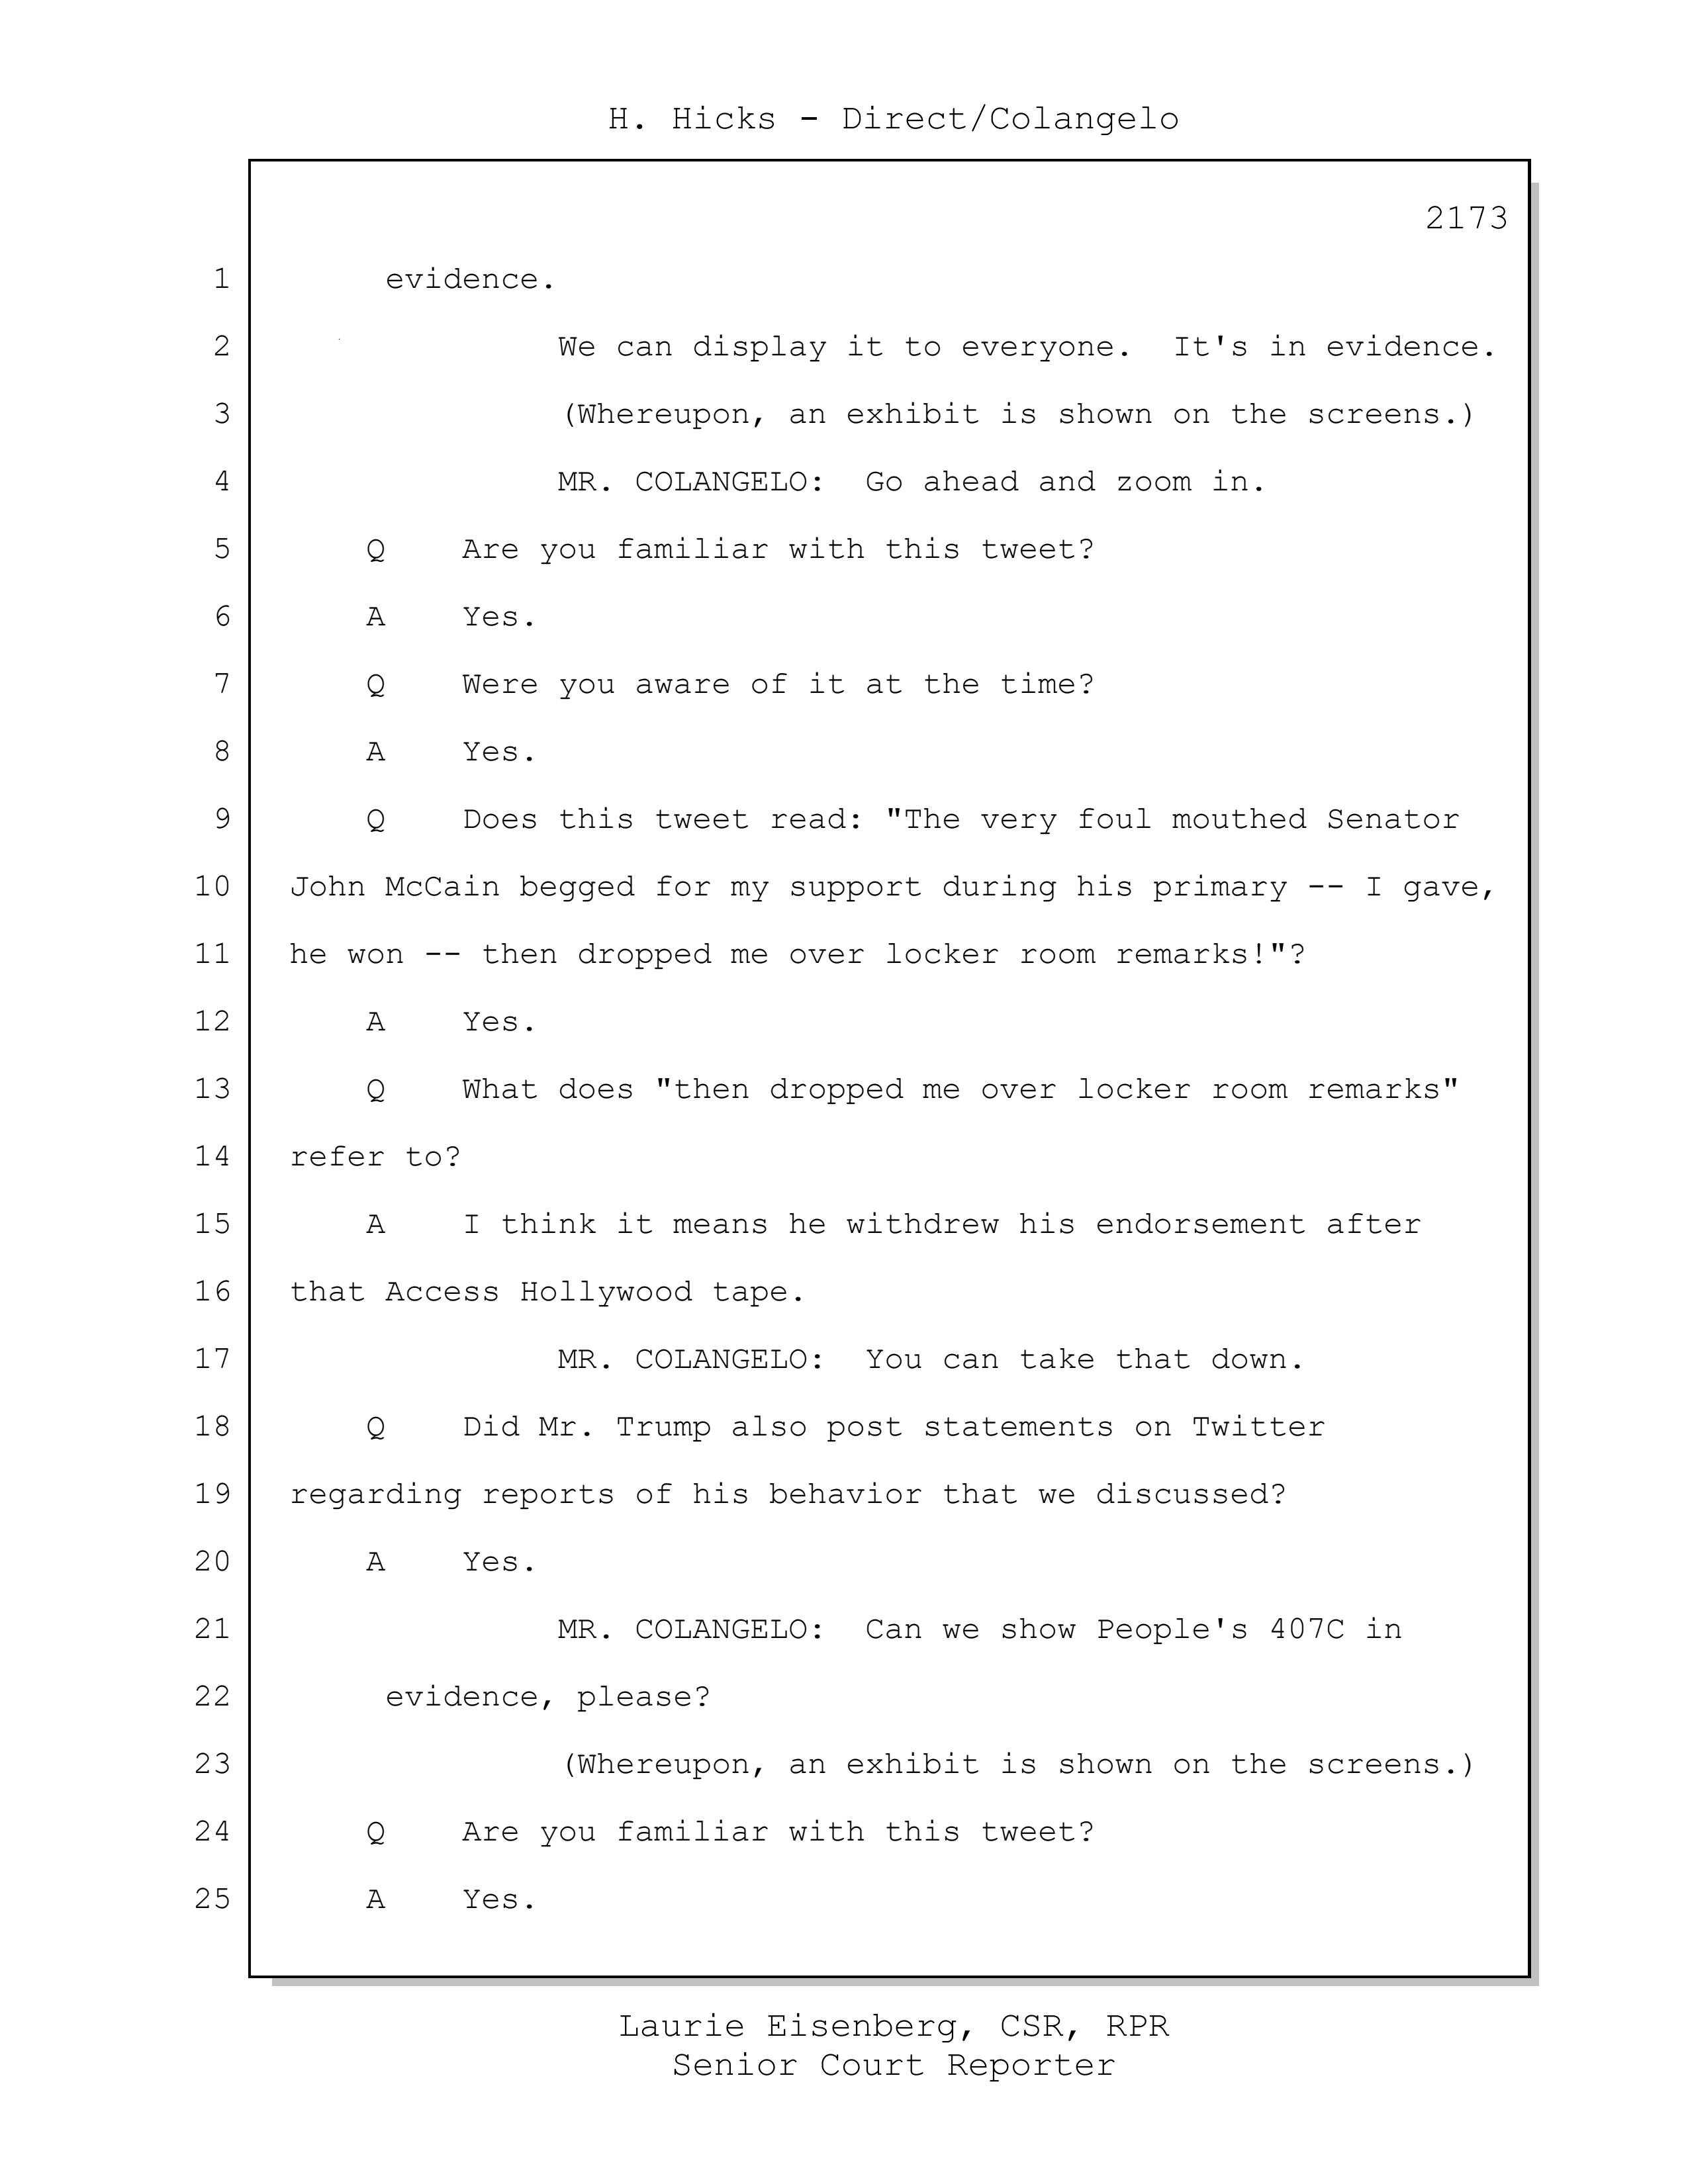 H. Hicks - Direct/Colangelo
2173
1 evidence.
2 We can display it to everyone. It's in evidence.
3 (Whereupon, an exhibit is shown on the screens.)
4 MR. COLANGELO: Go ahead and zoom in.
5 Q Are you familiar with this tweet?
6 A Yes.
7 Q Were you aware of it at the time?
8 A Yes.
9 Q Does this tweet read: "The very foul mouthed Senator
10 John McCain begged for my support during his primary -- I gave,
11 he won -- then dropped me over locker room remarks!"?
12 A Yes.
13 Q What does "then dropped me over locker room remarks"
14 refer to?
15 A I think it means he withdrew his endorsement after
16 that Access Hollywood tape.
17 MR. COLANGELO: You can take that down.
18 Q Did Mr. Trump also post statements on Twitter
19 regarding reports of his behavior that we discussed?
20 A Yes.
21 MR. COLANGELO: Can we show People's 407C in
22 evidence, please?
23 (Whereupon, an exhibit is shown on the screens.)
24 Q Are you familiar with this tweet?
25 A Yes.
Laurie Eisenberg, CSR, RPR
Senior Court Reporter